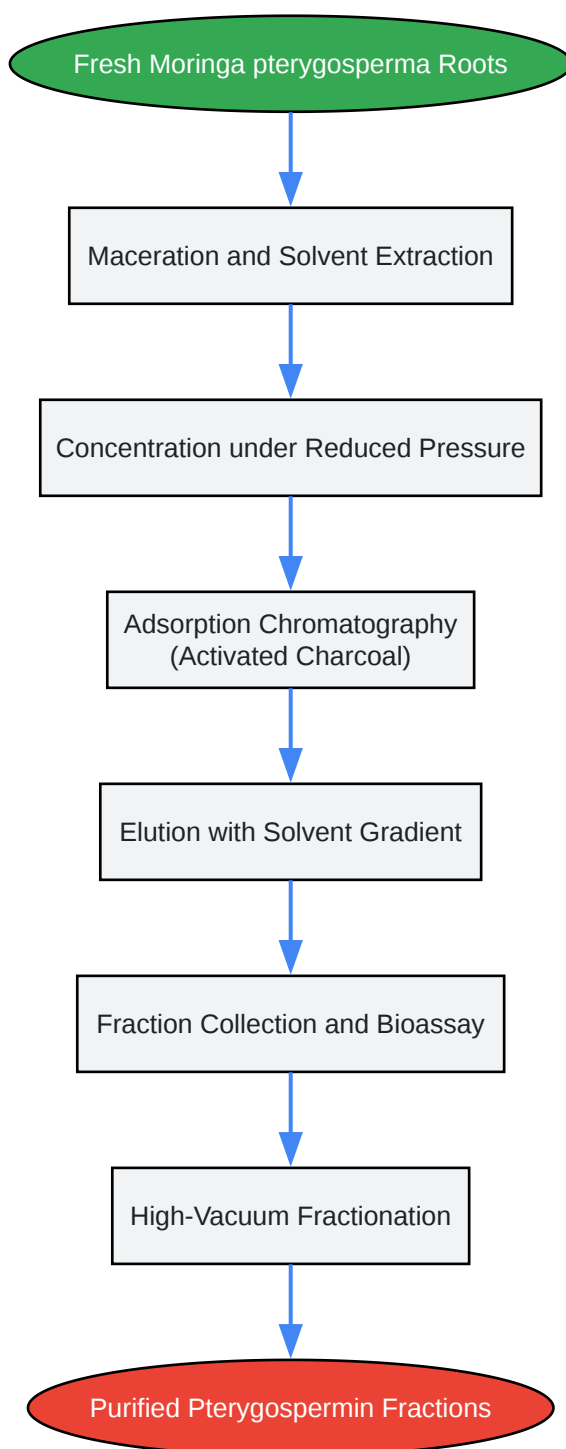 Fresh Moringa pterygosperma Roots
Maceration and Solvent Extraction
Concentration under Reduced Pressure
Adsorption Chromatography
(Activated Charcoal)
Elution with Solvent Gradient
Fraction Collection and Bioassay
High-Vacuum Fractionation
Purified Pterygospermin Fractions